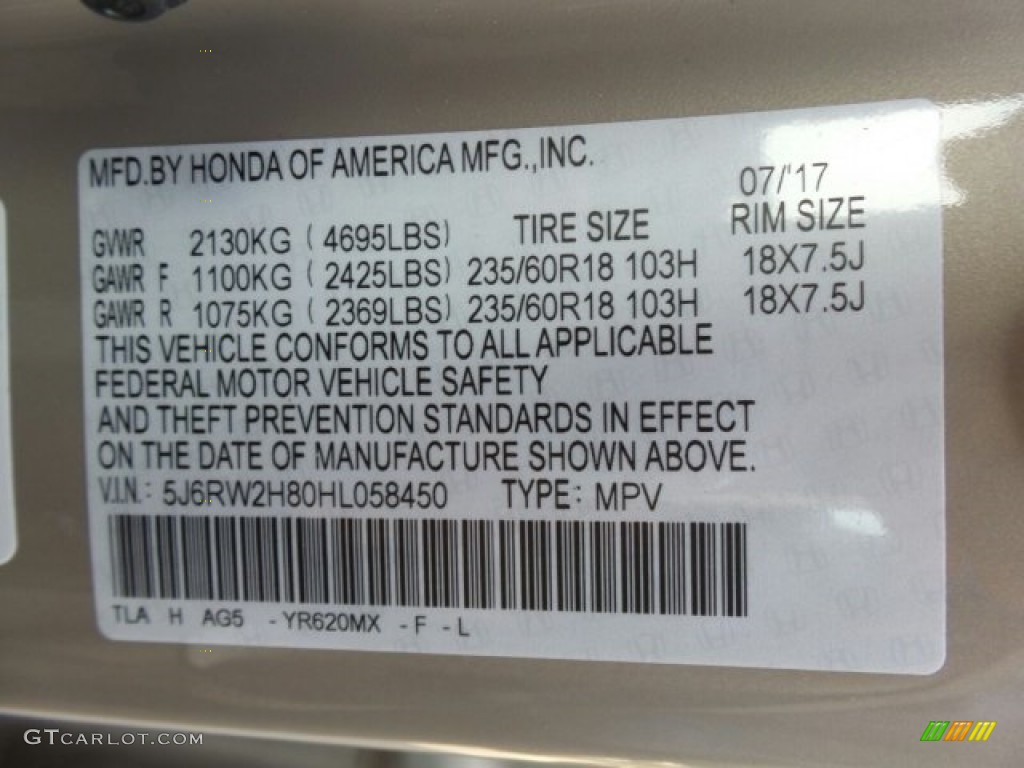 MFD.BY HONDA OF AMERICA MFG.,INC.
07/'17
GVWR 2130KG ( 4695LBS) TIRE SIZE RIM SIZE
GAWR F 1100KG ( 2425LBS) 235/60R18 103H 18X7.5J
GAWR R 1075KG ( 2369LBS) 235/60R18 103H 18X7.5J
THIS VEHICLE CONFORMS TO ALL APPLICABLE
FEDERAL MOTOR VEHICLE SAFETY
AND THEFT PREVENTION STANDARDS IN EFFECT
ON THE DATE OF MANUFACTURE SHOWN ABOVE.
V.I.N.: 5J6RW2H80HL058450 TYPE: MPV
TLA H AG5 - YR620MX - F - L
GTCARLOT.COM